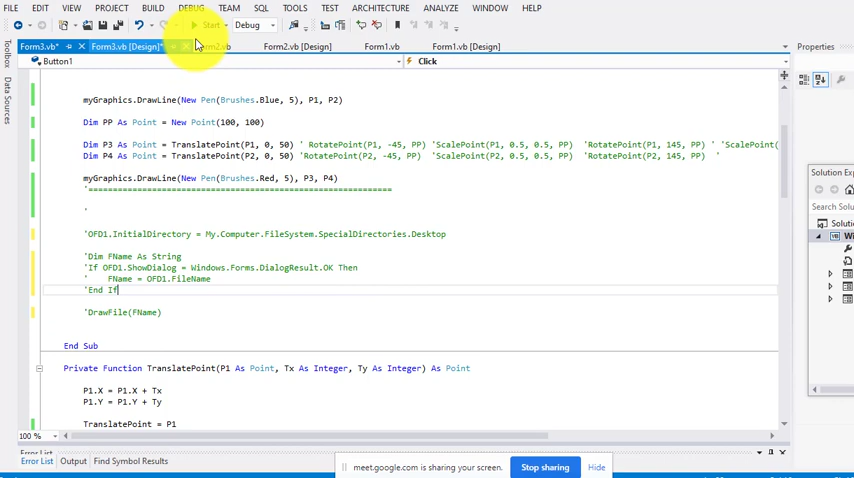 FILE EDIT VIEW PROJECT BUILD DEBUG TEAM SQL TOOLS TEST ARCHITECTURE ANALYZE WINDOW HELP
Start Debug
Form3.vb* Form3.vb [Design]* Form2.vb Form2.vb [Design] Form1.vb Form1.vb [Design] Properties
Button1 Click
Toolbox
Data Sources
myGraphics.DrawLine(New Pen(Brushes.Blue, 5), P1, P2)
Dim PP As Point = New Point(100, 100)
Dim P3 As Point = TranslatePoint(P1, 0, 50) ' RotatePoint(P1, -45, PP) 'ScalePoint(P1, 0.5, 0.5, PP) 'RotatePoint(P1, 145, PP) ' 'ScalePoint(
Dim P4 As Point = TranslatePoint(P2, 0, 50) 'RotatePoint(P2, -45, PP) 'ScalePoint(P2, 0.5, 0.5, PP) 'RotatePoint(P2, 145, PP) '
myGraphics.DrawLine(New Pen(Brushes.Red, 5), P3, P4)
'==============================================================
'
'OFD1.InitialDirectory = My.Computer.FileSystem.SpecialDirectories.Desktop
'Dim FName As String
'If OFD1.ShowDialog = Windows.Forms.DialogResult.OK Then
' FName = OFD1.FileName
'End If
'DrawFile(FName)
End Sub
Private Function TranslatePoint(P1 As Point, Tx As Integer, Ty As Integer) As Point
P1.X = P1.X + Tx
P1.Y = P1.Y + Ty
TranslatePoint = P1
Solution Exp
Search Solu
Solutio
Wi
100 %
Error List
Error List Output Find Symbol Results
meet.google.com is sharing your screen. Stop sharing Hide